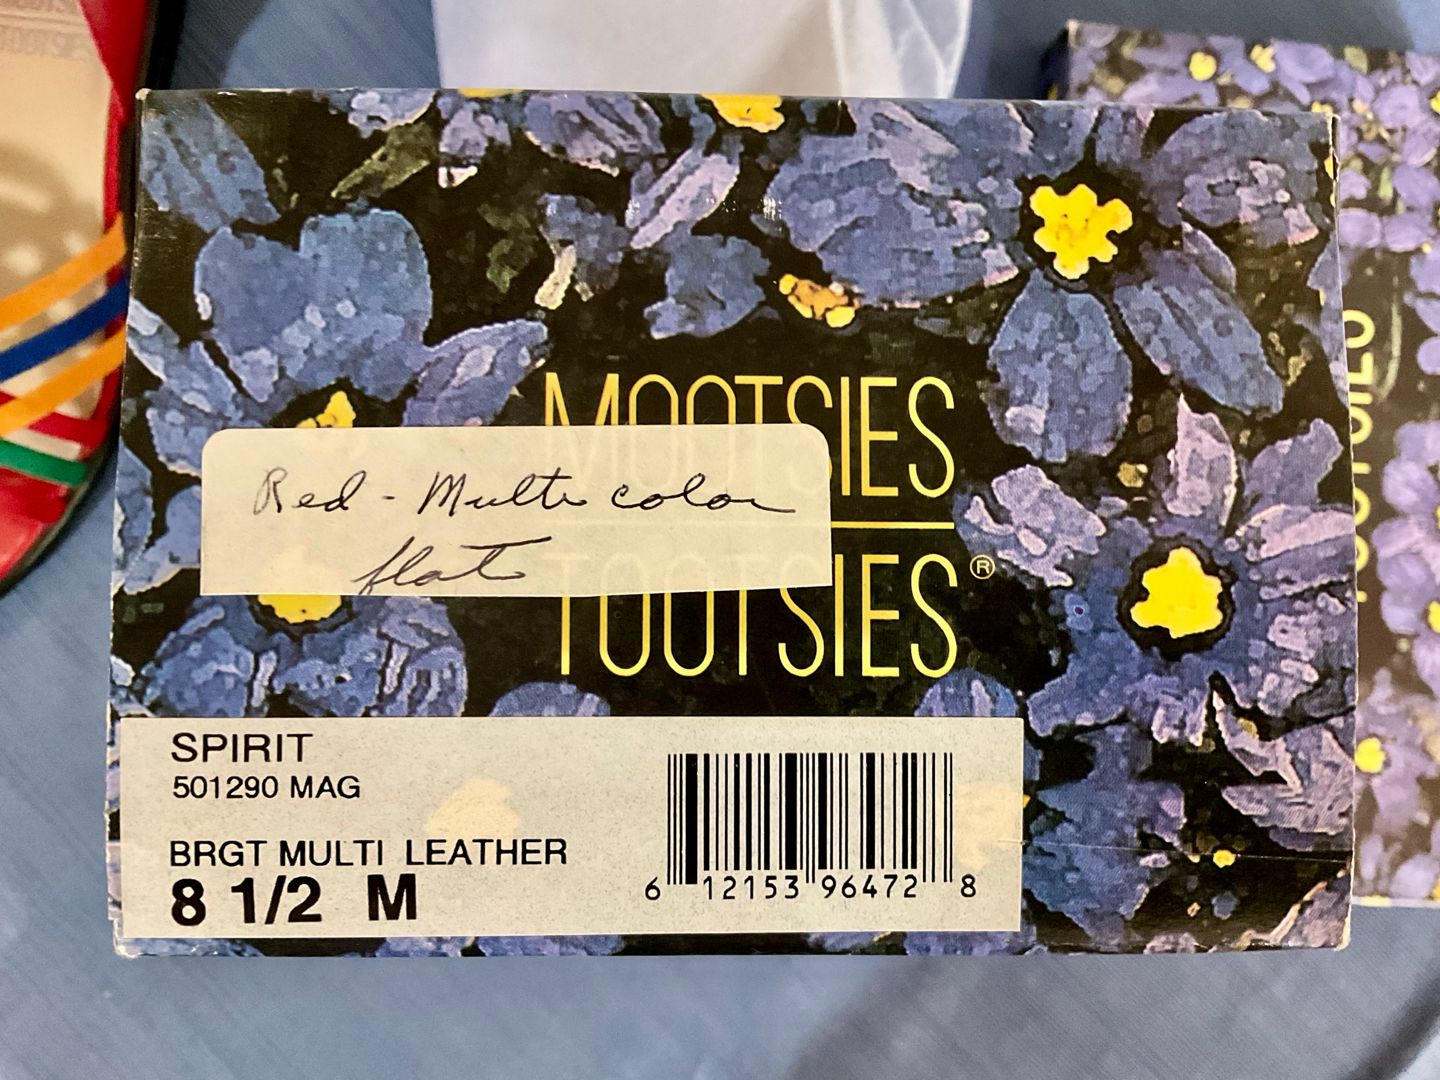 MOOTSIES
TOOTSIES®
Red - Multi color
flat
SPIRIT
501290 MAG
BRGT MULTI LEATHER
8 1/2 M
6 12153 96472 8
TOOTSIES